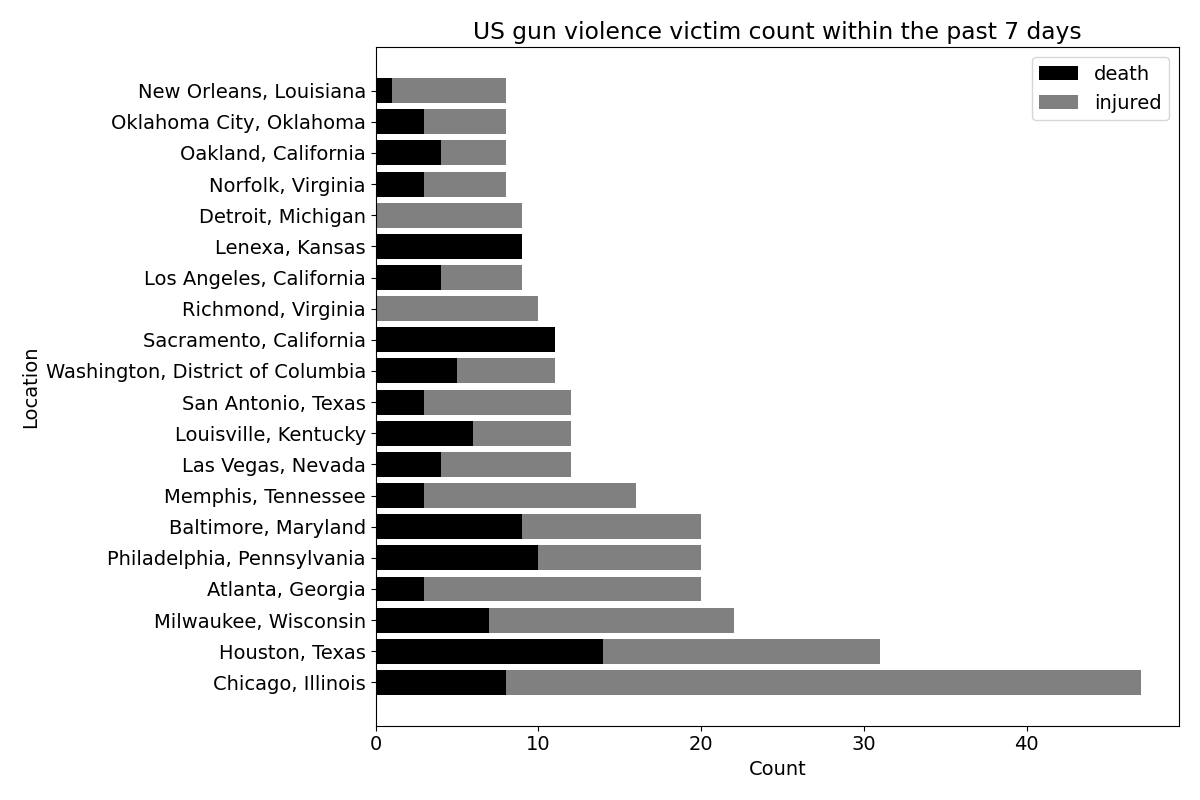 US gun violence victim count within the past 7 days
death
injured
New Orleans, Louisiana
Oklahoma City, Oklahoma
Oakland, California
Norfolk, Virginia
Detroit, Michigan
Lenexa, Kansas
Los Angeles, California
Richmond, Virginia
Sacramento, California
Washington, District of Columbia
San Antonio, Texas
Louisville, Kentucky
Las Vegas, Nevada
Memphis, Tennessee
Baltimore, Maryland
Philadelphia, Pennsylvania
Atlanta, Georgia
Milwaukee, Wisconsin
Houston, Texas
Chicago, Illinois
Location
0 10 20 30 40
Count